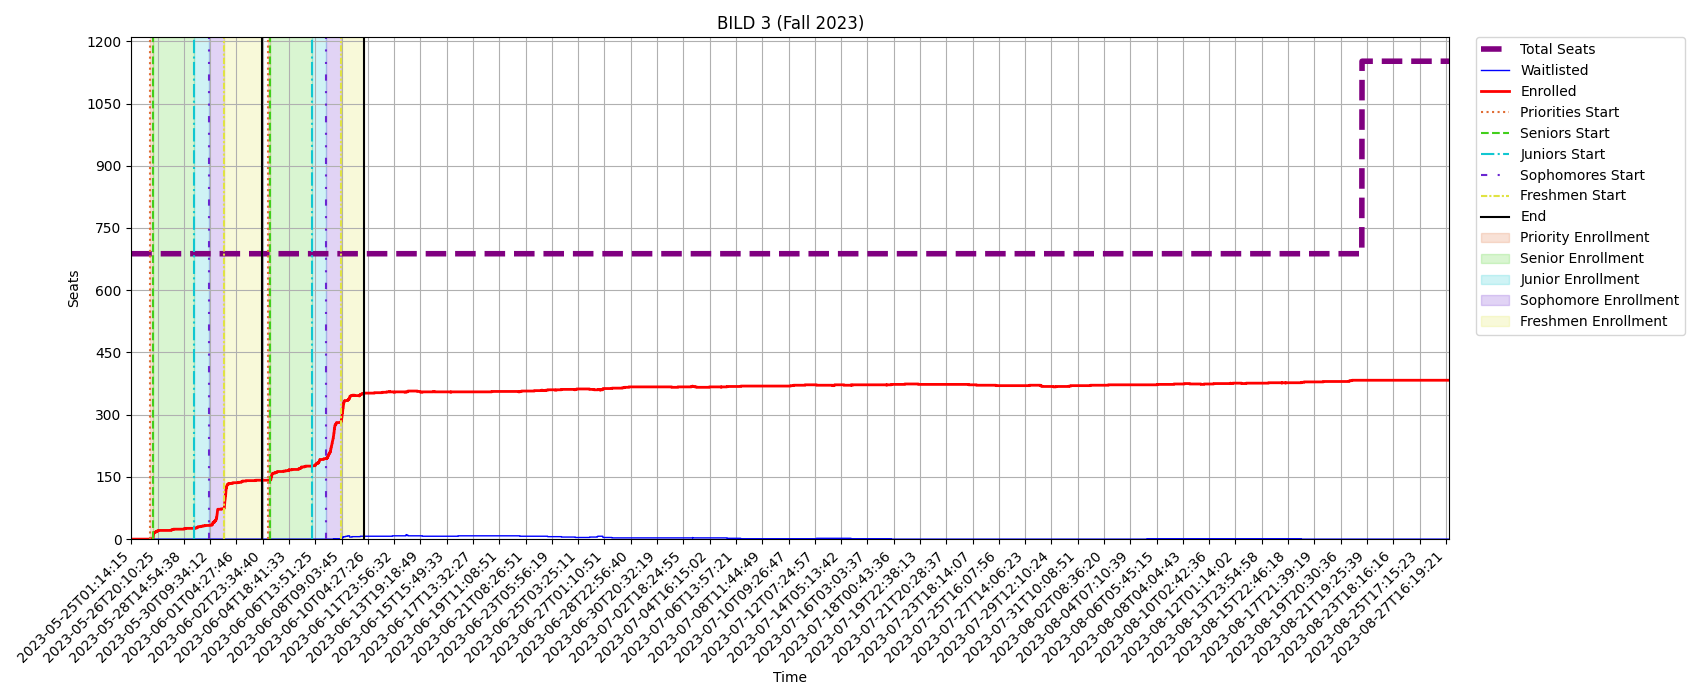 BILD 3 (Fall 2023)
1200
1050
900
750
600
450
300
150
0
Seats
2023-05-25T01:14:15
2023-05-26T20:10:25
2023-05-28T14:54:38
2023-05-30T09:34:12
2023-06-01T04:27:46
2023-06-02T23:34:40
2023-06-04T18:41:33
2023-06-06T13:51:25
2023-06-08T09:03:45
2023-06-10T04:27:26
2023-06-11T23:56:32
2023-06-13T19:18:49
2023-06-15T15:49:33
2023-06-17T13:32:27
2023-06-19T11:08:51
2023-06-21T08:26:51
2023-06-23T05:56:19
2023-06-25T03:25:11
2023-06-27T01:10:51
2023-06-28T22:56:40
2023-06-30T20:32:19
2023-07-02T18:24:55
2023-07-04T16:15:02
2023-07-06T13:57:21
2023-07-08T11:44:49
2023-07-10T09:26:47
2023-07-12T07:24:57
2023-07-14T05:13:42
2023-07-16T03:03:37
2023-07-18T00:43:36
2023-07-19T22:38:13
2023-07-21T20:28:37
2023-07-23T18:14:07
2023-07-25T16:07:56
2023-07-27T14:06:23
2023-07-29T12:10:24
2023-07-31T10:08:51
2023-08-02T08:36:20
2023-08-04T07:10:39
2023-08-06T05:45:15
2023-08-08T04:04:43
2023-08-10T02:42:36
2023-08-12T01:14:02
2023-08-13T23:54:58
2023-08-15T22:46:18
2023-08-17T21:39:19
2023-08-19T20:30:36
2023-08-21T19:25:39
2023-08-23T18:16:16
2023-08-25T17:15:23
2023-08-27T16:19:21
Time
Total Seats
Waitlisted
Enrolled
Priorities Start
Seniors Start
Juniors Start
Sophomores Start
Freshmen Start
End
Priority Enrollment
Senior Enrollment
Junior Enrollment
Sophomore Enrollment
Freshmen Enrollment